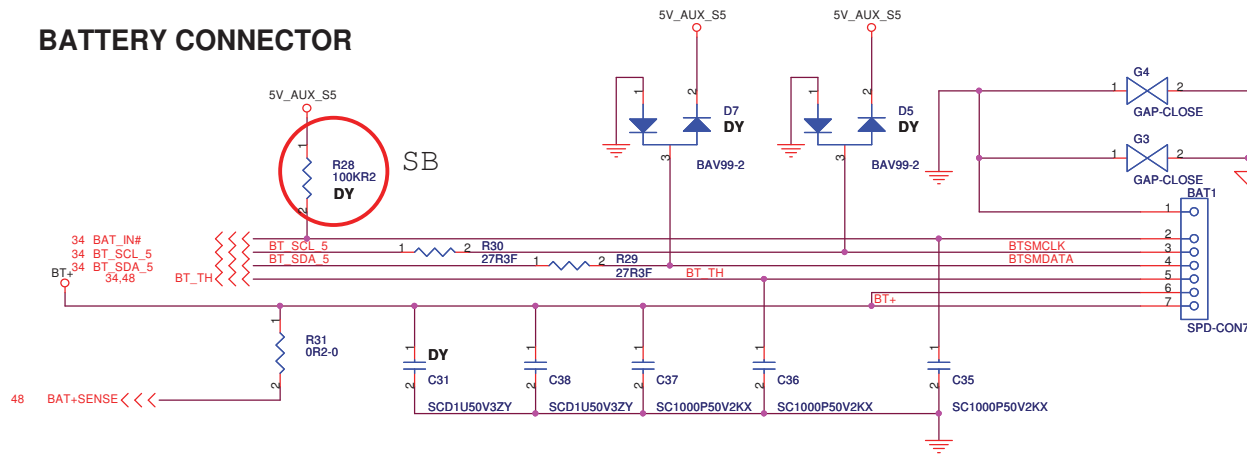 BATTERY CONNECTOR
5V_AUX_S5
5V_AUX_S5
5V_AUX_S5
1
2
D7
DY
3
BAV99-2
1
2
D5
DY
3
BAV99-2
G4
1
2
GAP-CLOSE
G3
1
2
GAP-CLOSE
1
R28
100KR2
DY
2
SB
BAT1
1
2
3
4
5
6
7
SPD-CON7
34 BAT_IN#
34 BT_SCL_5
34 BT_SDA_5
34,48
BT_TH
BT+
BT_SCL_5
1
2
R30
27R3F
BT_SDA_5
1
2
R29
27R3F
BT_TH
BTSMCLK
BTSMDATA
BT+
1
R31
0R2-0
2
48 BAT+SENSE
1
DY
2
C31
SCD1U50V3ZY
1
2
C38
SCD1U50V3ZY
1
2
C37
SC1000P50V2KX
1
2
C36
SC1000P50V2KX
1
2
C35
SC1000P50V2KX